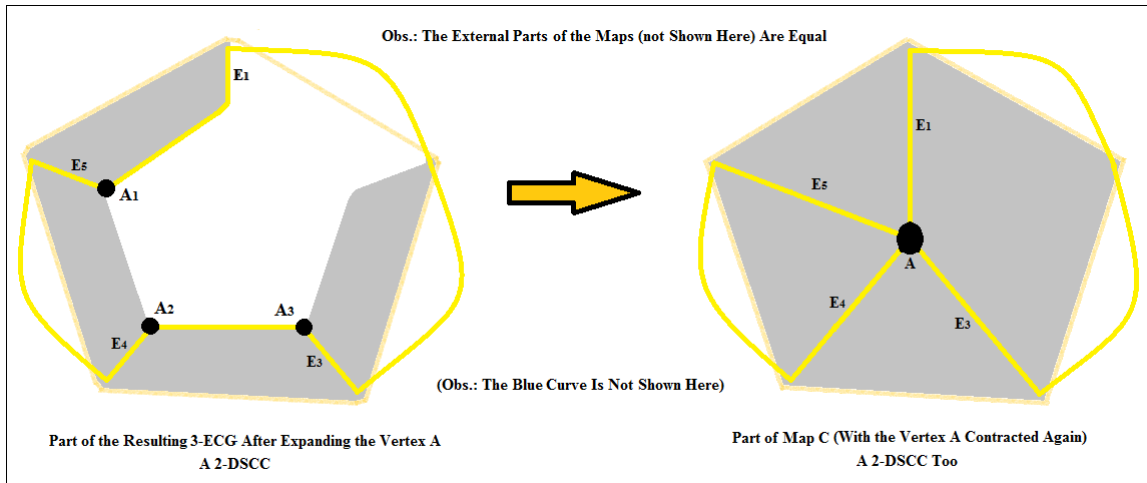 Obs.: The External Parts of the Maps (not Shown Here) Are Equal
E1
E5
A1
A2
A3
E4
E3
E1
E5
A
E4
E3
(Obs.: The Blue Curve Is Not Shown Here)
Part of the Resulting 3-ECG After Expanding the Vertex A
A 2-DSCC
Part of Map C (With the Vertex A Contracted Again)
A 2-DSCC Too